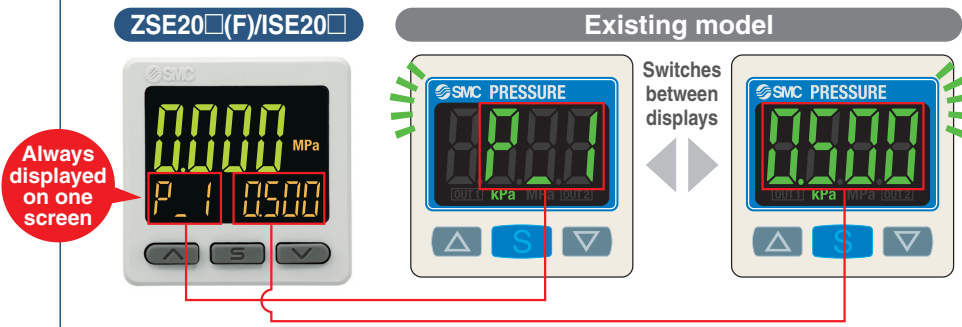 ZSE20□(F)/ISE20□
Existing model
SMC
0.000 MPa
P_1 0.500
S
Always
displayed
on one
screen
SMC PRESSURE
P_1
OUT1 kPa MPa OUT2
S
Switches
between
displays
SMC PRESSURE
0.500
OUT1 kPa MPa OUT2
S